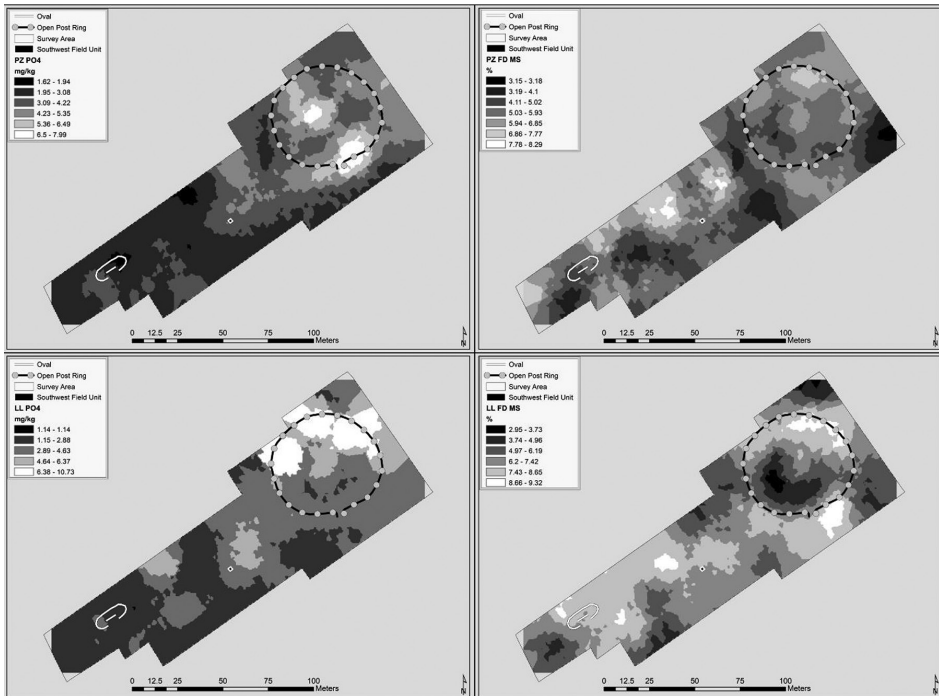 Oval
Open Post Ring
Survey Area
Southwest Field Unit
PZ PO4
mg/kg
1.62 - 1.94
1.95 - 3.08
3.09 - 4.22
4.23 - 5.35
5.36 - 6.49
6.5 - 7.99
0 12.5 25 50 75 100
Meters
N
Oval
Open Post Ring
Survey Area
Southwest Field Unit
PZ FD MS
%
3.15 - 3.18
3.19 - 4.1
4.11 - 5.02
5.03 - 5.93
5.94 - 6.85
6.86 - 7.77
7.78 - 8.29
0 12.5 25 50 75 100
Meters
N
Oval
Open Post Ring
Survey Area
Southwest Field Unit
LL PO4
mg/kg
1.14 - 1.14
1.15 - 2.88
2.89 - 4.63
4.64 - 6.37
6.38 - 10.73
0 12.5 25 50 75 100
Meters
N
Oval
Open Post Ring
Survey Area
Southwest Field Unit
LL FD MS
%
2.95 - 3.73
3.74 - 4.96
4.97 - 6.19
6.2 - 7.42
7.43 - 8.65
8.66 - 9.32
0 12.5 25 50 75 100
Meters
N